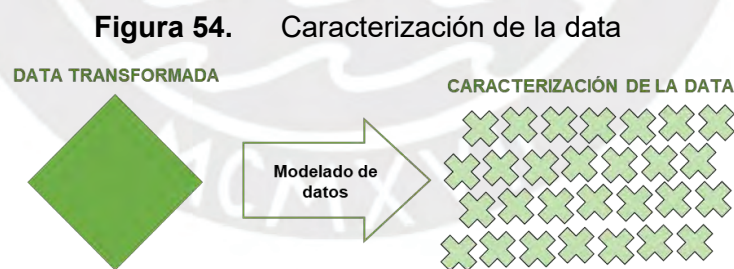 Figura 54. Caracterización de la data
DATA TRANSFORMADA
CARACTERIZACIÓN DE LA DATA
Modelado de
datos